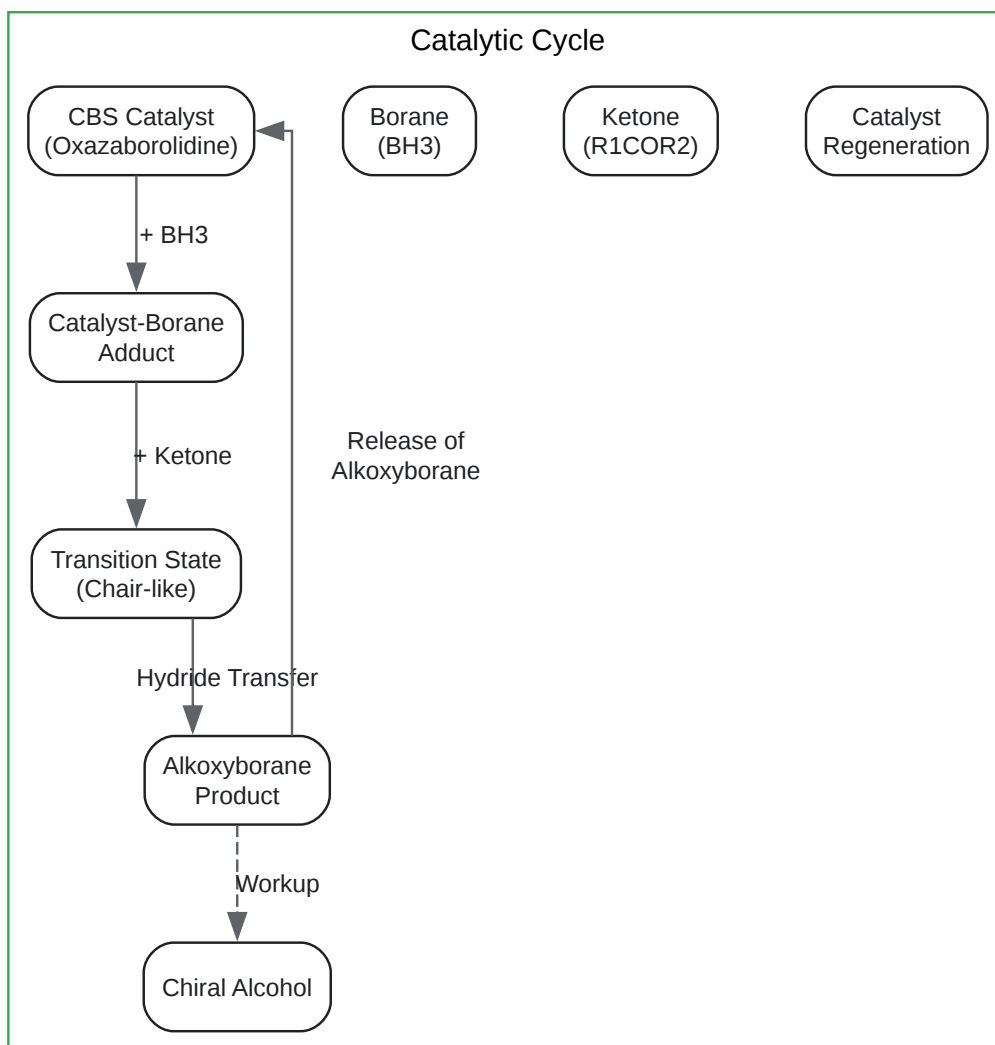 Catalytic Cycle
CBS Catalyst
(Oxazaborolidine)
Borane
(BH3)
Ketone
(R1COR2)
Catalyst
Regeneration
+ BH3
Catalyst-Borane
Adduct
+ Ketone
Release of
Alkoxyborane
Transition State
(Chair-like)
Hydride Transfer
Alkoxyborane
Product
Workup
Chiral Alcohol